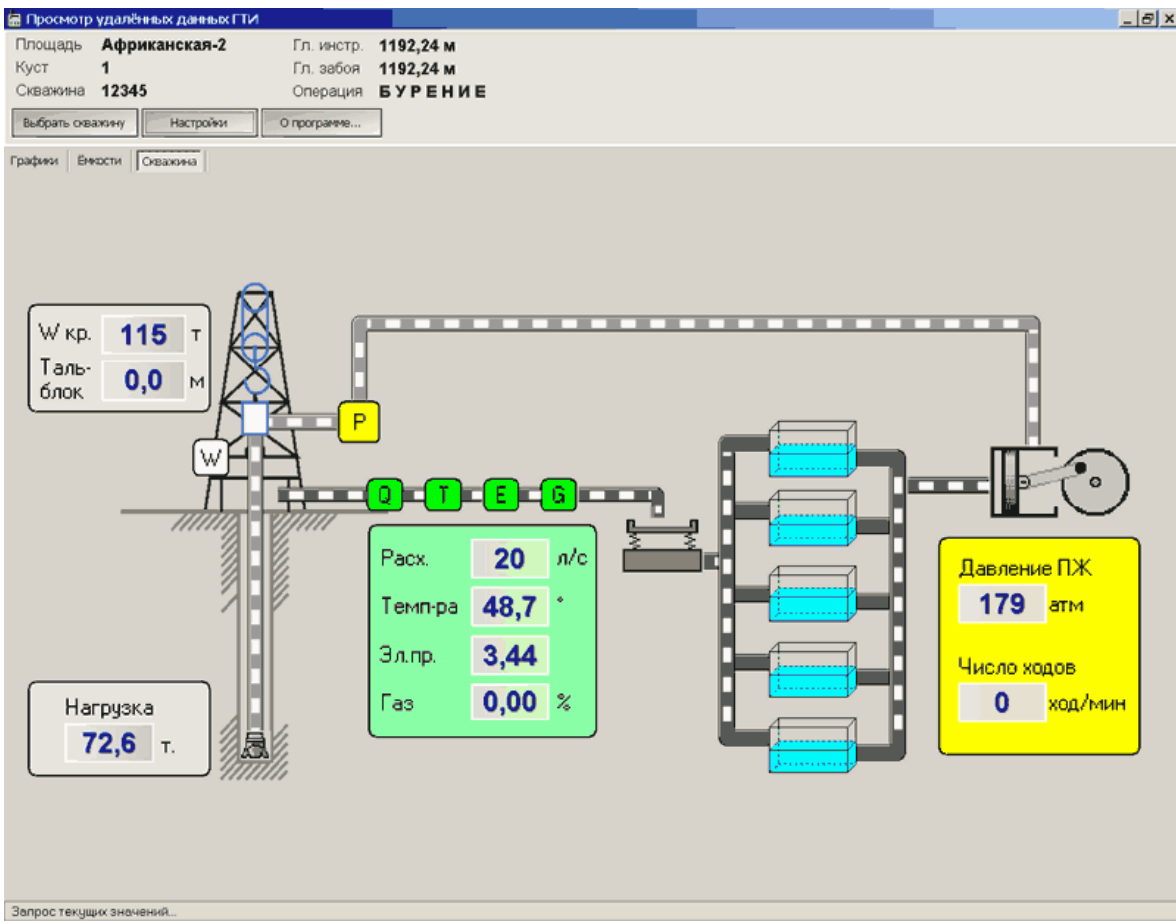 Просмотр удалённых данных ГТИ
Площадь Африканская-2 Гл. инстр. 1192,24 м
Куст 1 Гл. забоя 1192,24 м
Скважина 12345 Операция БУРЕНИЕ
Выбрать скважину Настройки О программе...
Графики Ёмкости Скважина
W кр. 115 т
Таль-
блок 0,0 м
P
W
Q T E G
Расх. 20 л/с
Темп-ра 48,7 °
Эл.пр. 3,44
Газ 0,00 %
Давление ПЖ
179 атм
Число ходов
0 ход/мин
Нагрузка
72,6 т.
Запрос текущих значений...